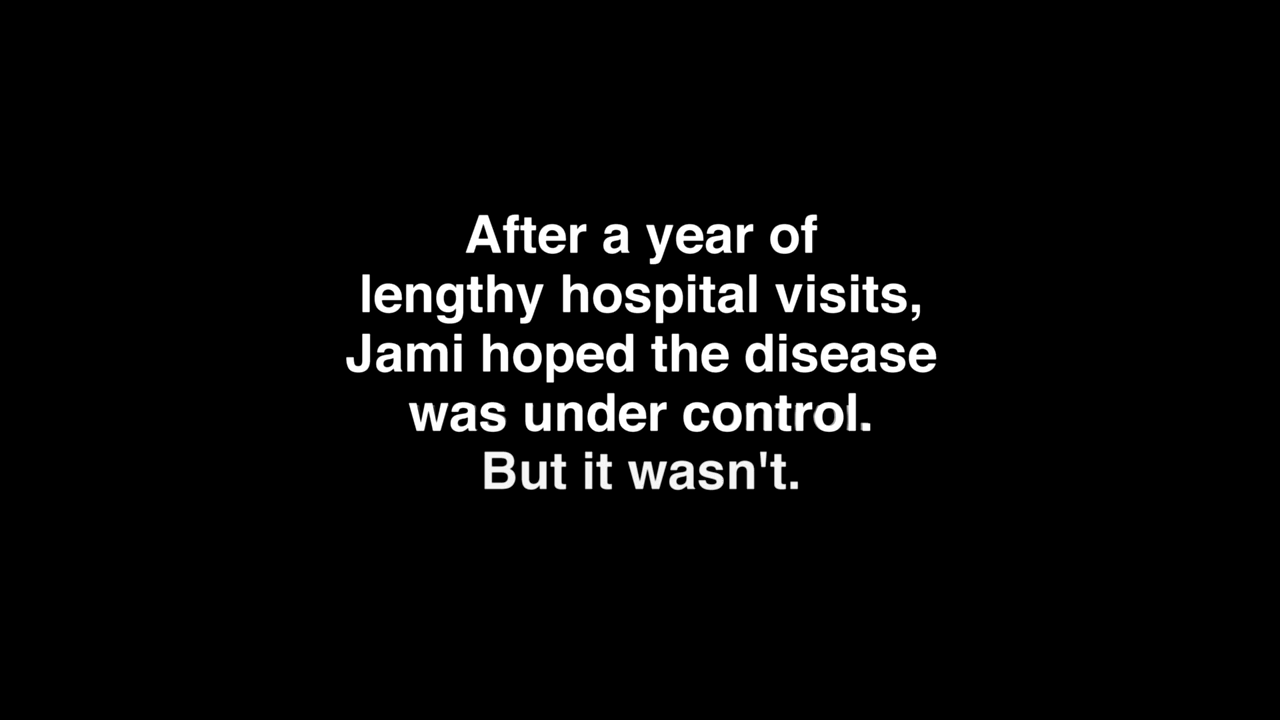 After a year of
lengthy hospital visits,
Jami hoped the disease
was under control.
But it wasn't.